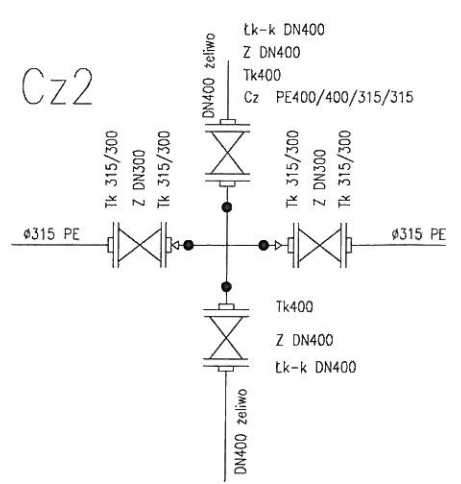 Cz2
DN400 żeliwo
Łk-k DN400
Z DN400
Tk400
Cz PE400/400/315/315
Tk 315/300
Z DN300
Tk 315/300
Tk 315/300
Z DN300
Tk 315/300
ø315 PE
ø315 PE
Tk400
Z DN400
Łk-k DN400
DN400 żeliwo